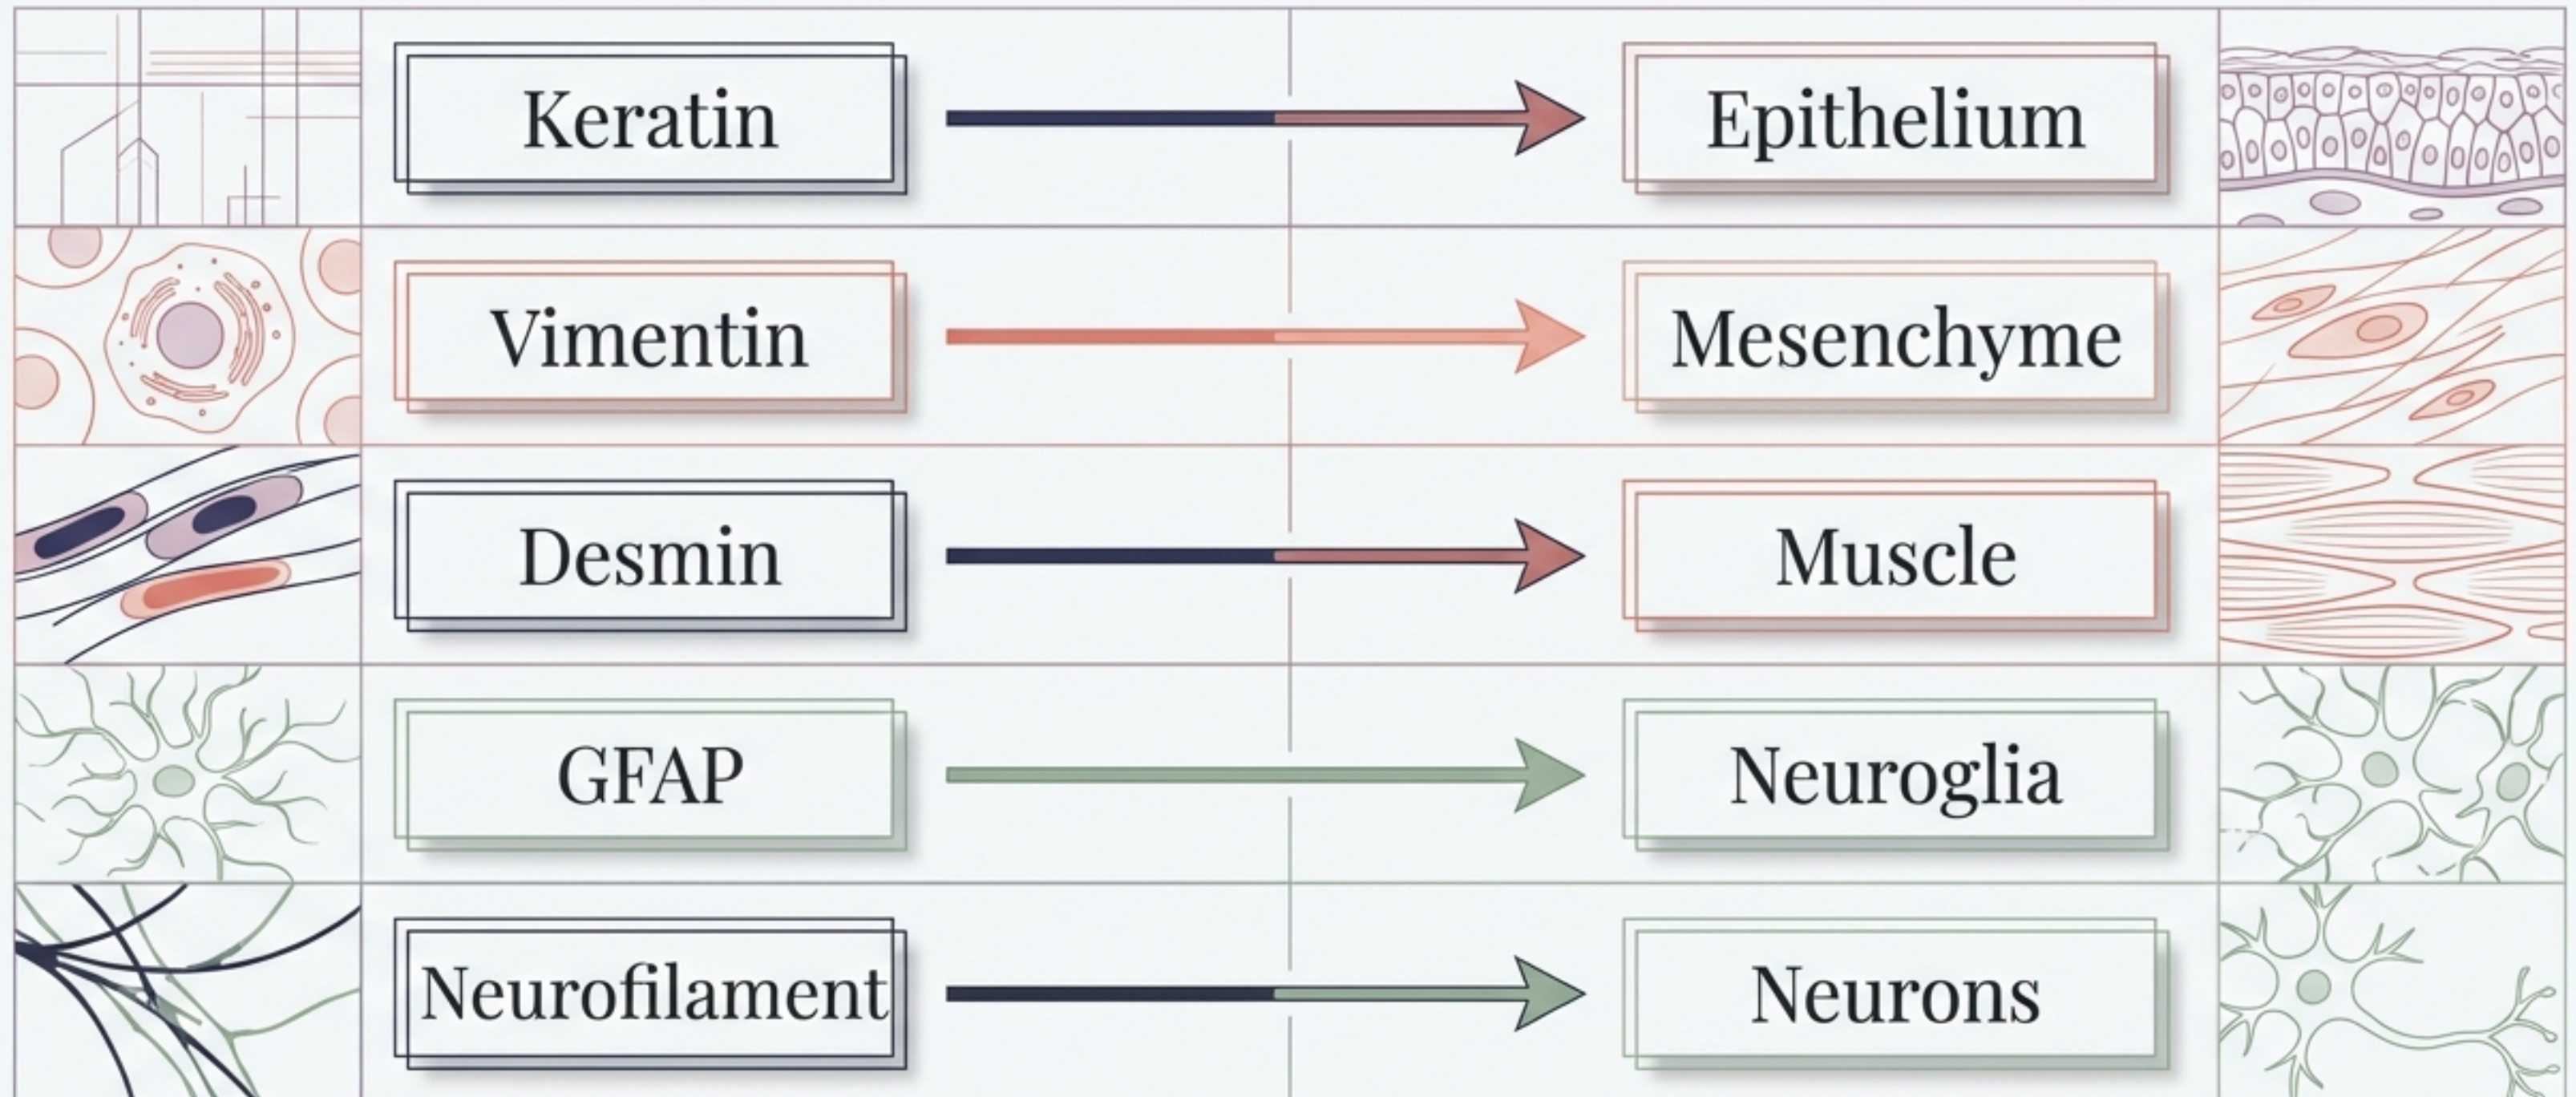 Keratin
Epithelium
Vimentin
Mesenchyme
Desmin
Muscle
GFAP
Neuroglia
Neurofilament
Neurons